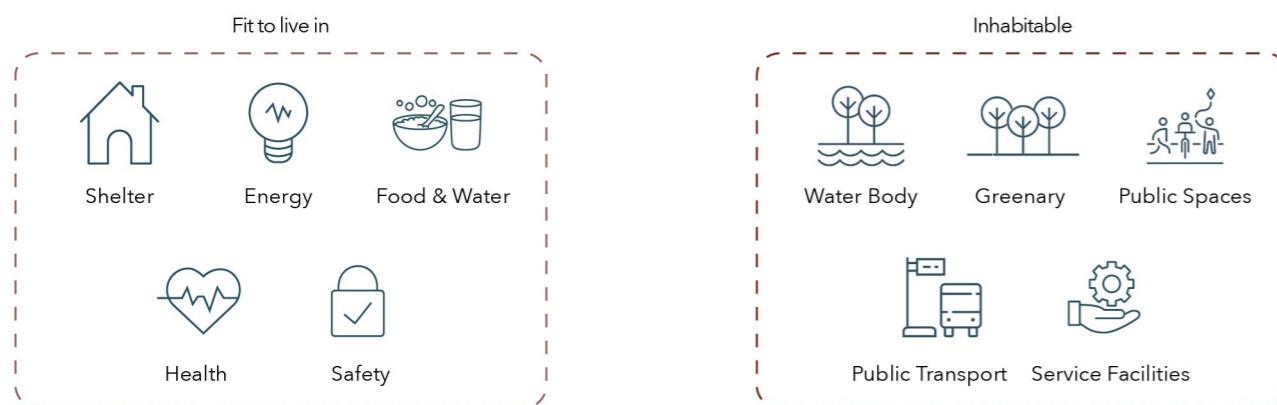 Fit to live in
Inhabitable
Shelter
Energy
Food & Water
Water Body
Greenary
Public Spaces
Health
Safety
Public Transport
Service Facilities